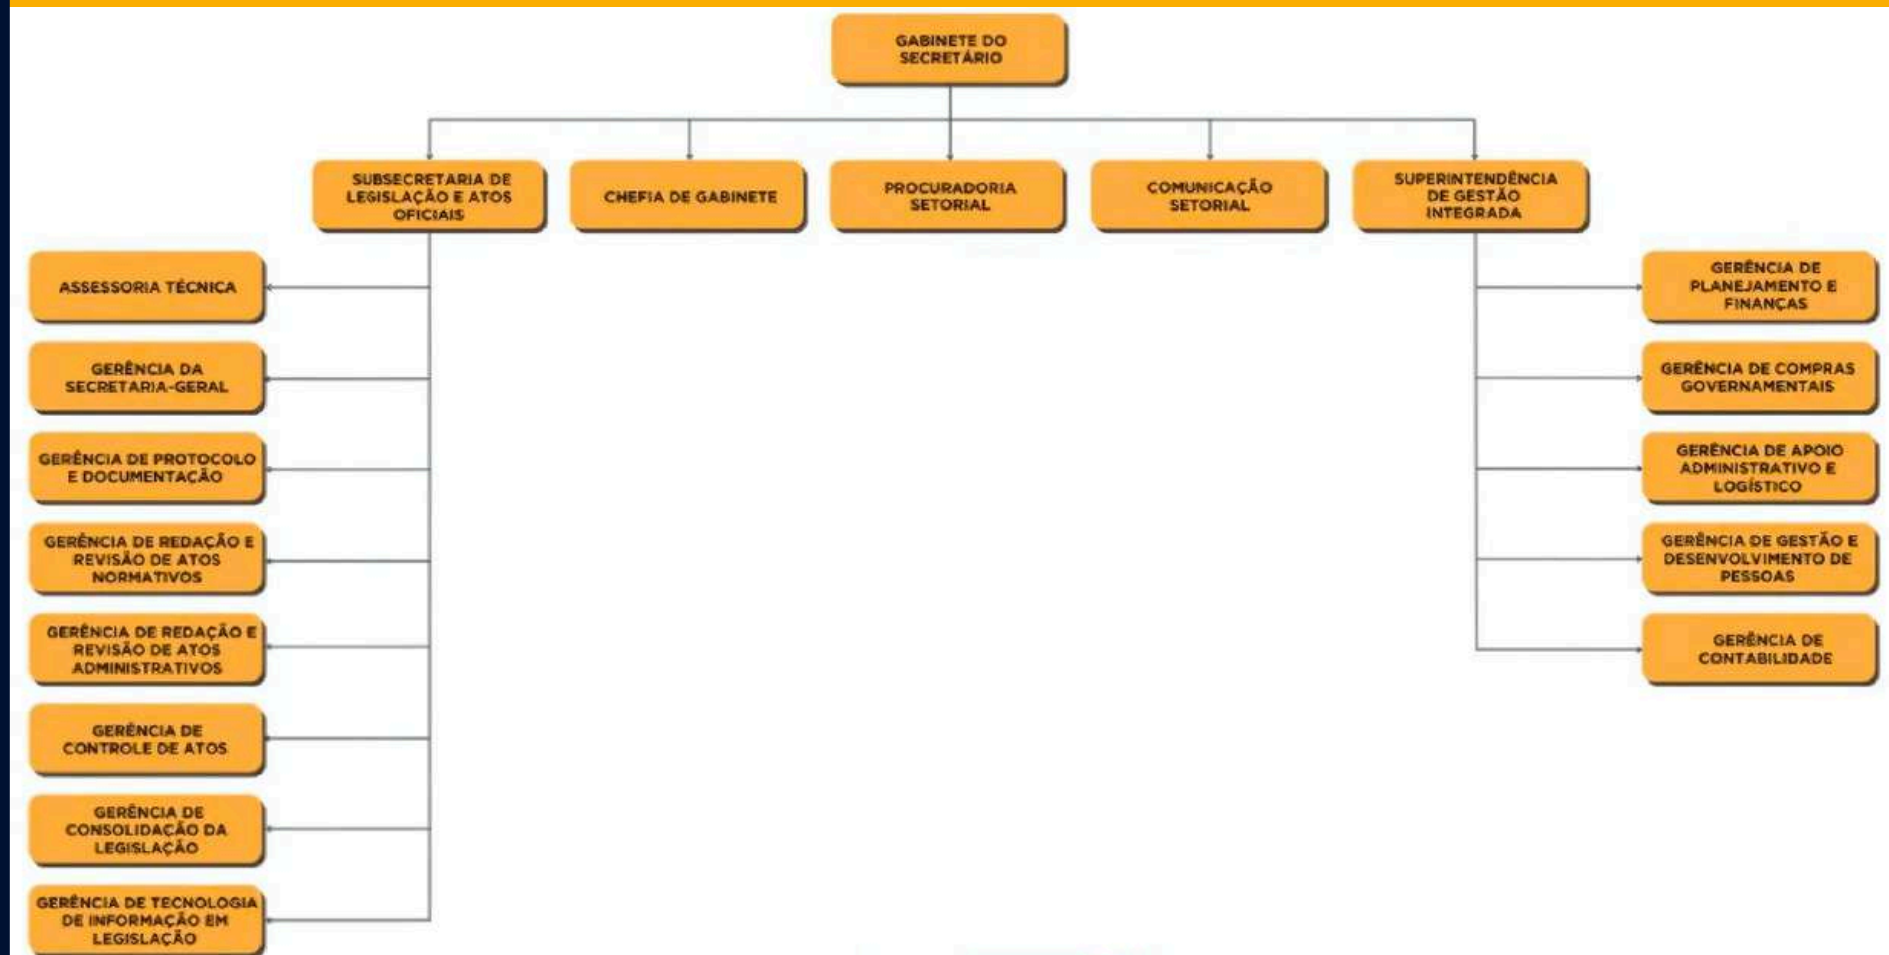 GABINETE DO
SECRETÁRIO
SUBSECRETARIA DE
LEGISLAÇÃO E ATOS
OFICIAIS
CHEFIA DE GABINETE
PROCURADORIA
SETORIAL
COMUNICAÇÃO
SETORIAL
SUPERINTENDÊNCIA
DE GESTÃO
INTEGRADA
ASSESSORIA TÉCNICA
GERÊNCIA DA
SECRETARIA-GERAL
GERÊNCIA DE PROTOCOLO
E DOCUMENTAÇÃO
GERÊNCIA DE REDAÇÃO E
REVISÃO DE ATOS
NORMATIVOS
GERÊNCIA DE REDAÇÃO E
REVISÃO DE ATOS
ADMINISTRATIVOS
GERÊNCIA DE
CONTROLE DE ATOS
GERÊNCIA DE
CONSOLIDAÇÃO DA
LEGISLAÇÃO
GERÊNCIA DE TECNOLOGIA
DE INFORMAÇÃO EM
LEGISLAÇÃO
GERÊNCIA DE
PLANEJAMENTO E
FINANÇAS
GERÊNCIA DE COMPRAS
GOVERNAMENTAIS
GERÊNCIA DE APOIO
ADMINISTRATIVO E
LOGÍSTICO
GERÊNCIA DE GESTÃO E
DESENVOLVIMENTO DE
PESSOAS
GERÊNCIA DE
CONTABILIDADE